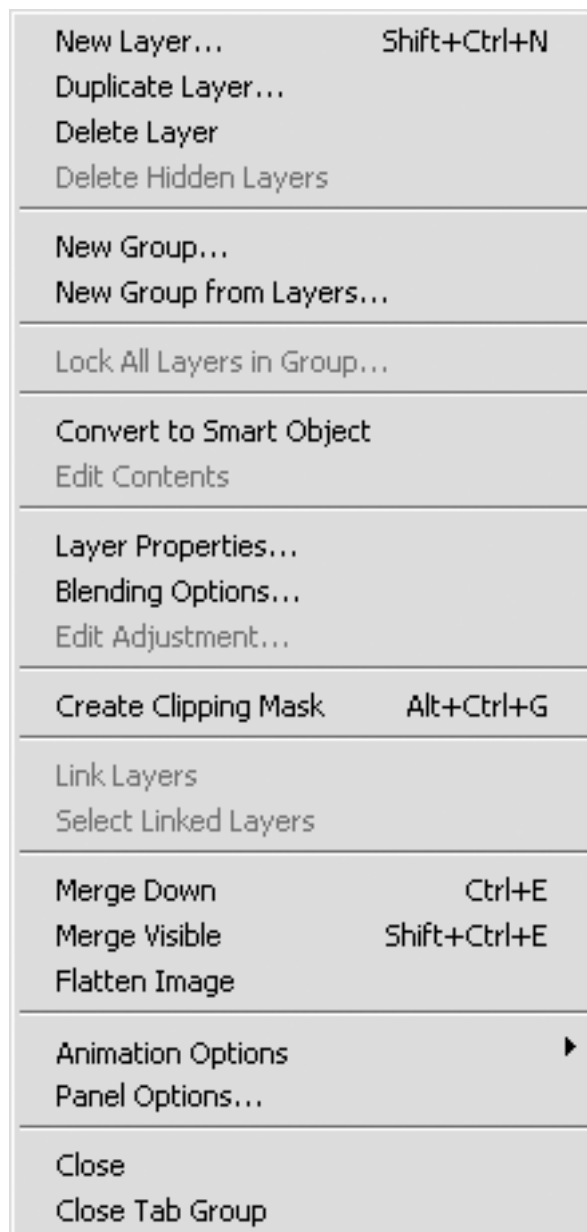 New Layer... Shift+Ctrl+N
Duplicate Layer...
Delete Layer
Delete Hidden Layers
New Group...
New Group from Layers...
Lock All Layers in Group...
Convert to Smart Object
Edit Contents
Layer Properties...
Blending Options...
Edit Adjustment...
Create Clipping Mask Alt+Ctrl+G
Link Layers
Select Linked Layers
Merge Down Ctrl+E
Merge Visible Shift+Ctrl+E
Flatten Image
Animation Options
Panel Options...
Close
Close Tab Group